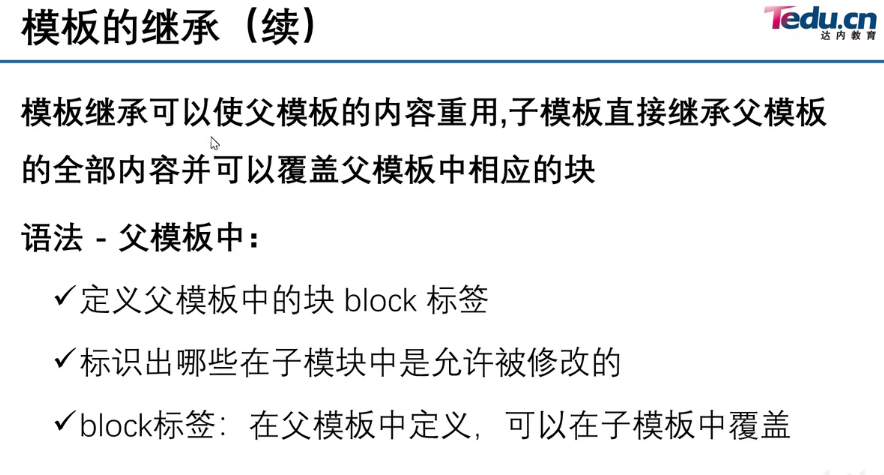 模板的继承（续）
Tedu.cn
达内教育
模板继承可以使父模板的内容重用,子模板直接继承父模板
的全部内容并可以覆盖父模板中相应的块
语法 - 父模板中：
✓定义父模板中的块 block 标签
✓标识出哪些在子模块中是允许被修改的
✓block标签：在父模板中定义，可以在子模板中覆盖